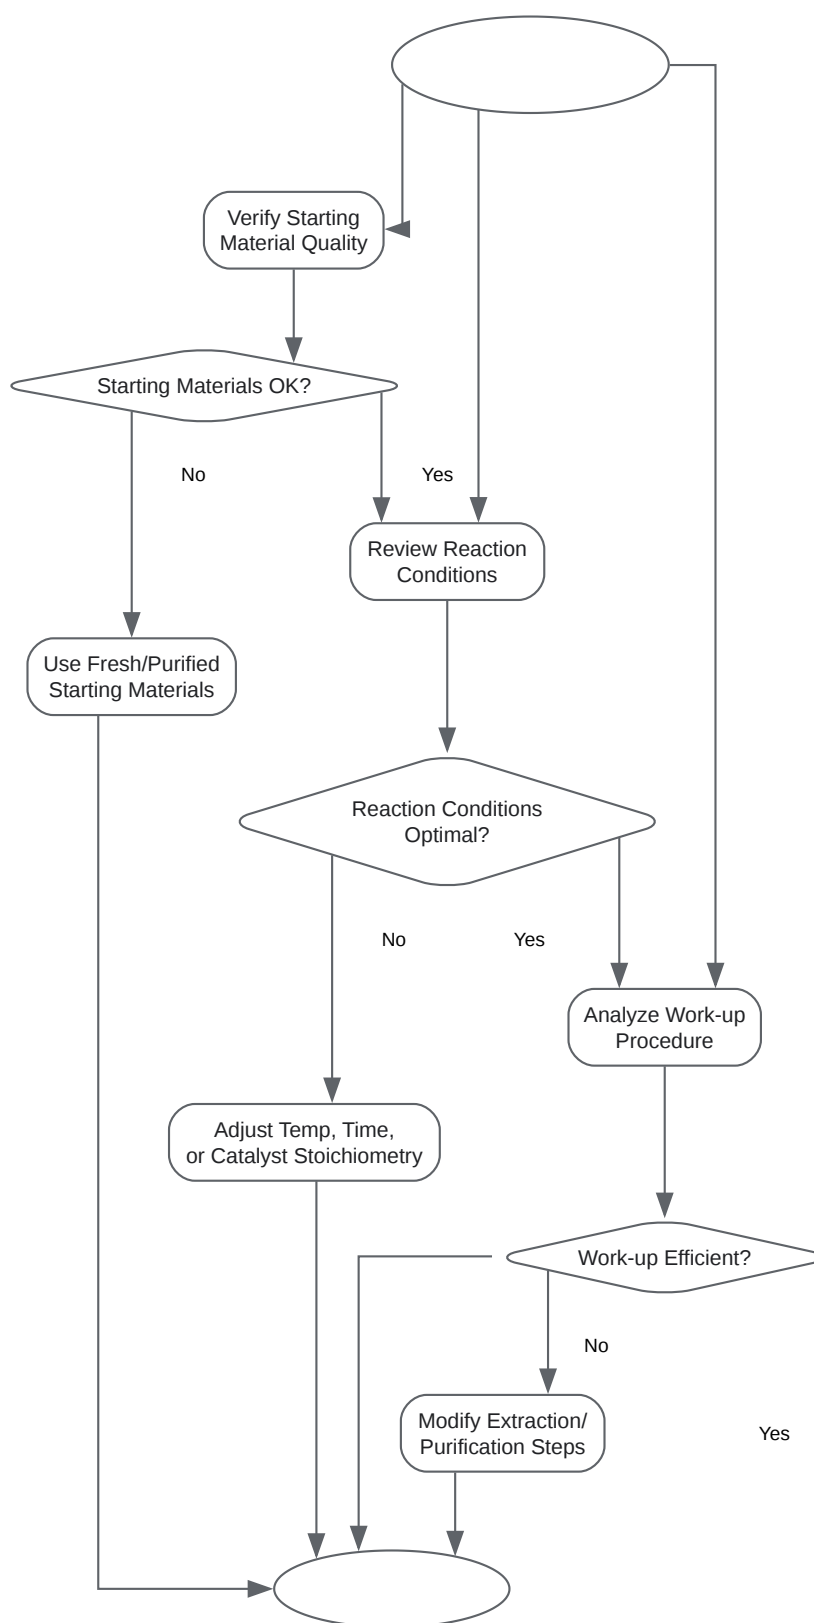 Verify Starting
Material Quality
Starting Materials OK?
No
Yes
Review Reaction
Conditions
Use Fresh/Purified
Starting Materials
Reaction Conditions
Optimal?
No
Yes
Analyze Work-up
Procedure
Adjust Temp, Time,
or Catalyst Stoichiometry
Work-up Efficient?
No
Modify Extraction/
Purification Steps
Yes